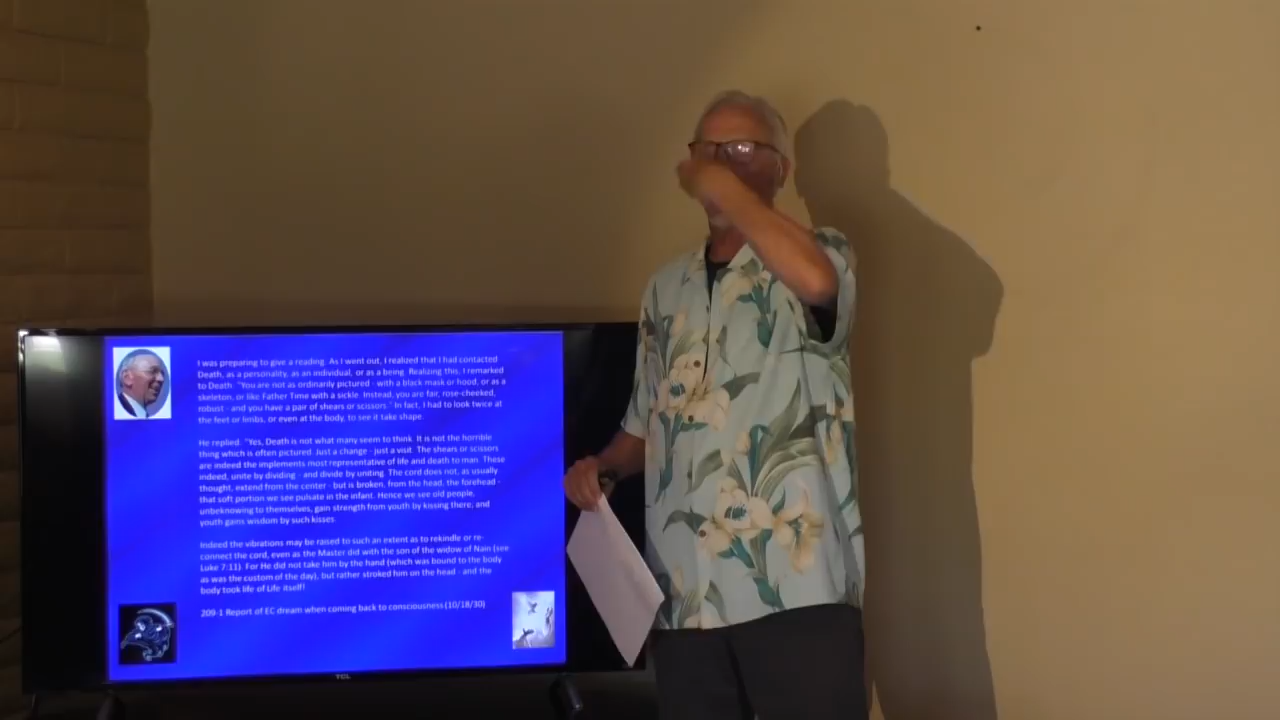 I was preparing to give a reading. As I went out, I realized that I had contacted
Death, as a personality, as an individual, or as a being. Realizing this, I remarked
to Death: "You are not as ordinarily pictured - with a black mask or hood, or as a
skeleton, or like Father Time with a sickle. Instead, you are fair, rose-cheeked,
robust - and you have a pair of shears or scissors." In fact, I had to look twice at
the feet or limbs, or even at the body, to see it take shape.
He replied: "Yes, Death is not what many seem to think. It is not the horrible
thing which is often pictured. Just a change - just a visit. The shears or scissors
are indeed the implements most representative of life and death to man. These
indeed, unite by dividing - and divide by uniting. The cord does not, as usually
thought, extend from the center - but is broken, from the head, the forehead -
that soft portion we see pulsate in the infant. Hence we see old people,
unbeknowing to themselves, gain strength from youth by kissing there; and
youth gains wisdom by such kisses.
Indeed the vibrations may be raised to such an extent as to rekindle or re-
connect the cord, even as the Master did with the son of the widow of Nain (see
Luke 7:11). For He did not take him by the hand (which was bound to the body
as was the custom of the day), but rather stroked him on the head - and the
body took life of Life itself!
209-1 Report of EC dream when coming back to consciousness (10/18/30)
TCL